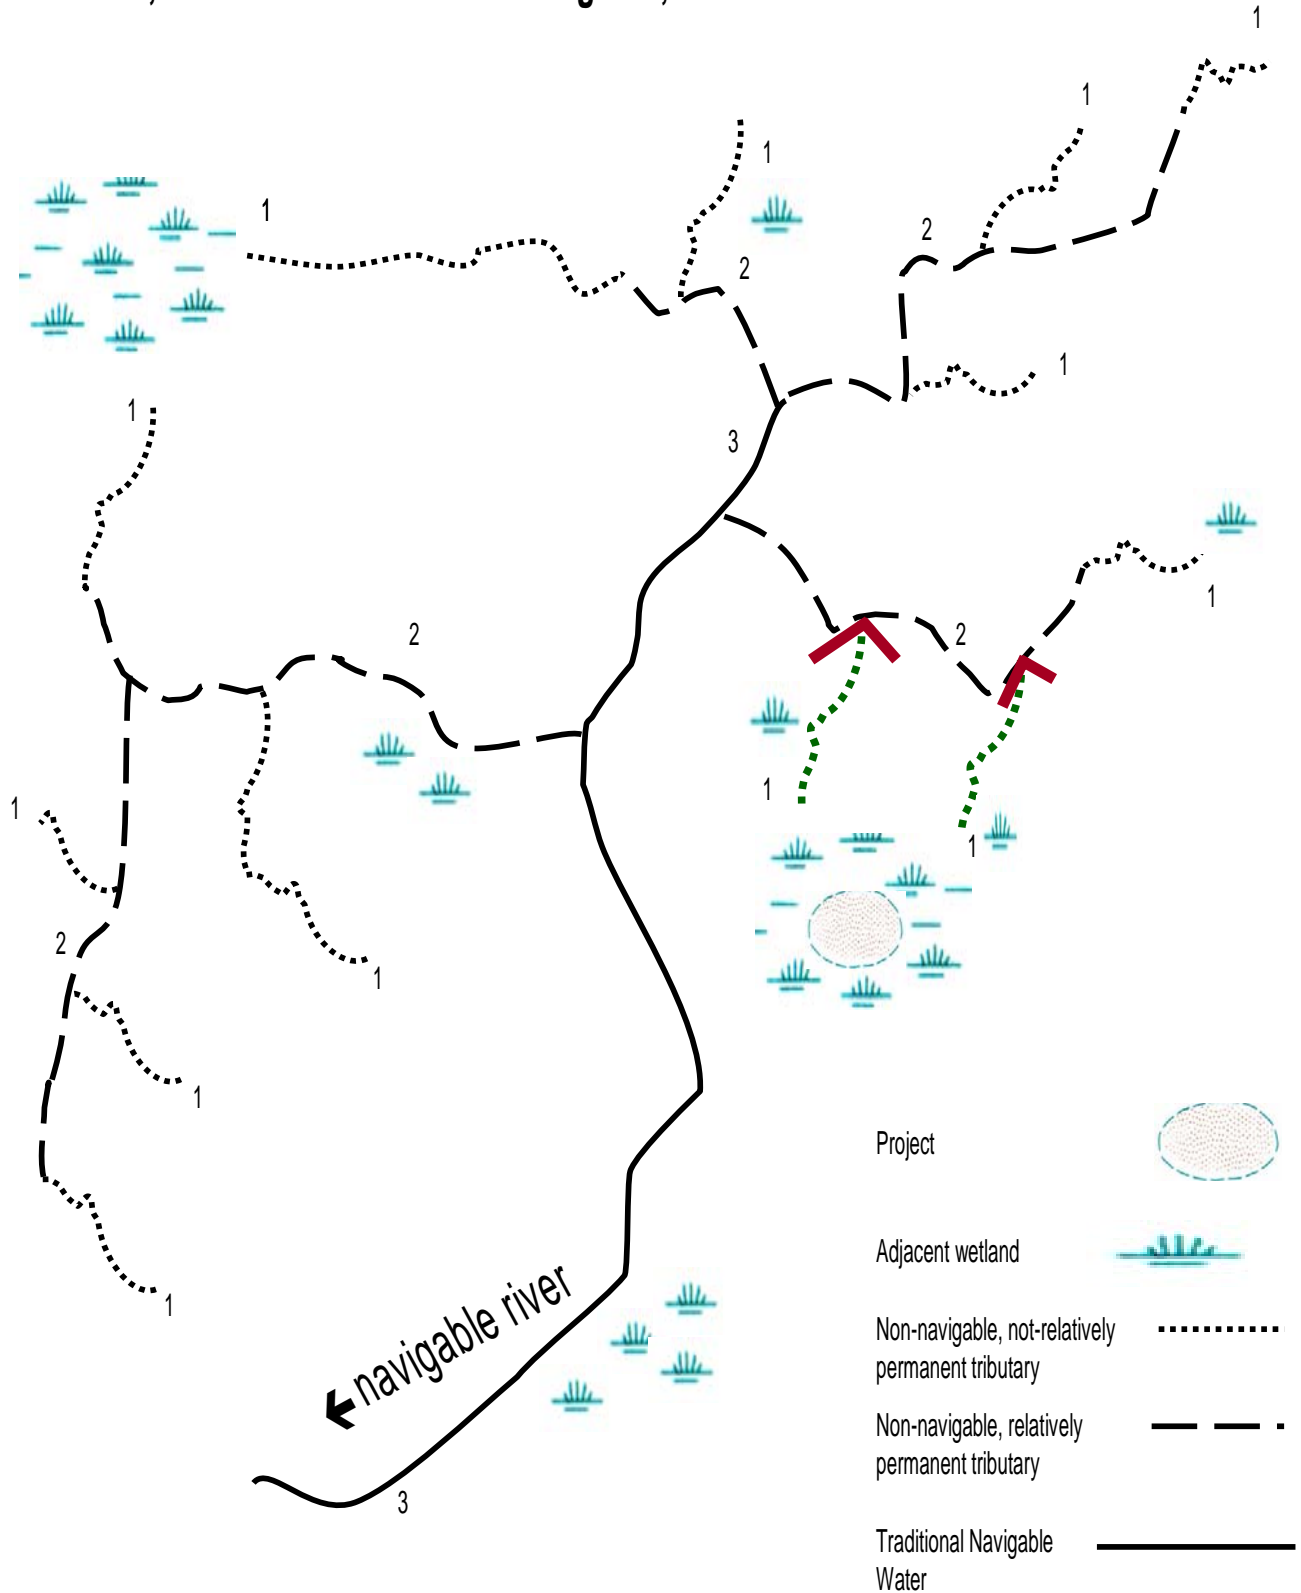 1
1
1
1
2
2
1
1
3
1
2
2
1
1
1
1
2
1
1
1
navigable river
3
Project
Adjacent wetland
Non-navigable, not-relatively
permanent tributary
Non-navigable, relatively
permanent tributary
Traditional Navigable
Water